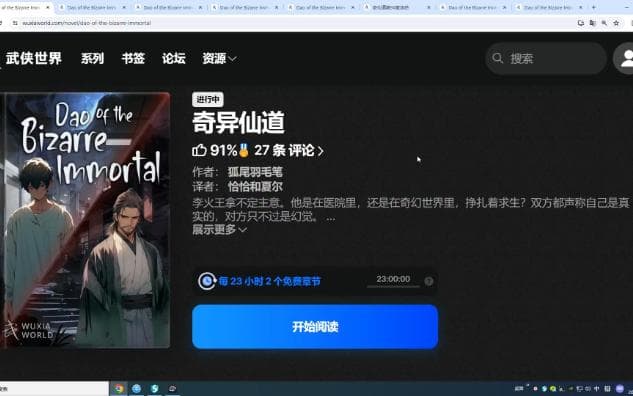 Dao of the Bizarre Imm
Dao of the Bizarre Imm
Dao of the Bizarre Imm
Dao of the Bizarre Imm
Dao of the Bizarre Imm
Dao of the Bizarre Imm
wuxiaworld.com/novel/dao-of-the-bizarre-immortal
武侠世界 系列 书签 论坛 资源 搜索
Dao of the
Bizarre
Immortal
WUXIA
WORLD
进行中
奇异仙道
91% 27 条 评论
作者： 狐尾羽毛笔
译者： 恰恰和夏尔
李火王拿不定主意。他是在医院里，还是在奇幻世界里，挣扎着求生？双方都声称自己是真
实的，对方只不过是幻觉。 ...
展示更多
每 23 小时 2 个免费章节 23:00:00
开始阅读